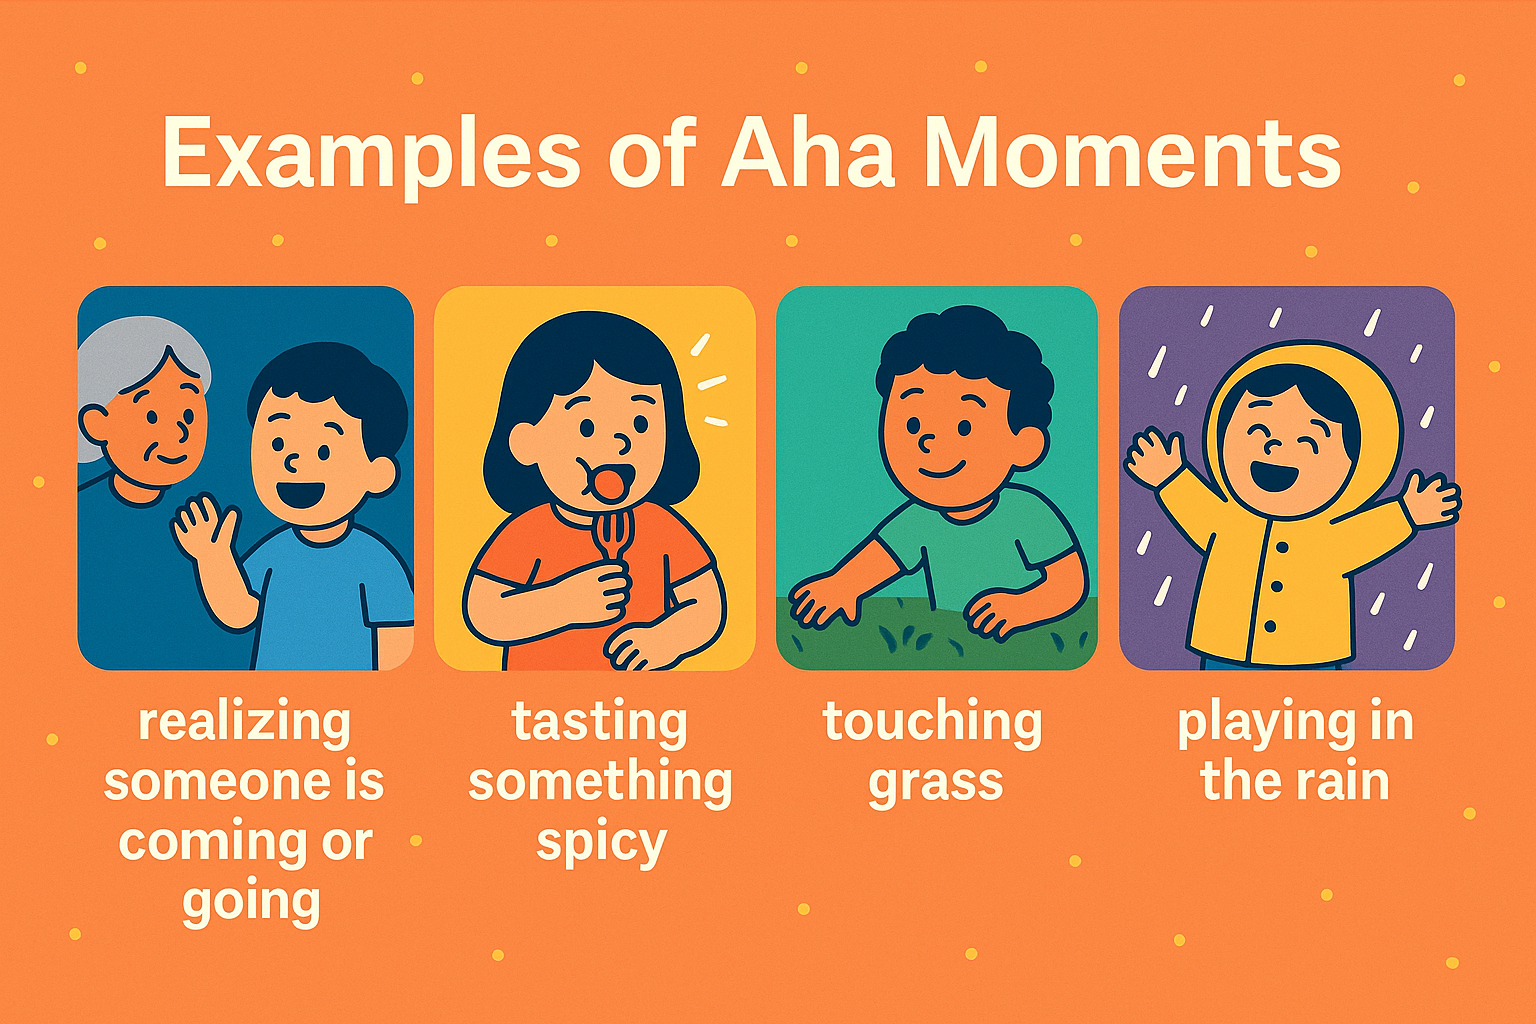 Examples of Aha Moments
realizing
someone is
coming or
going
tasting
something
spicy
touching
grass
playing in
the rain